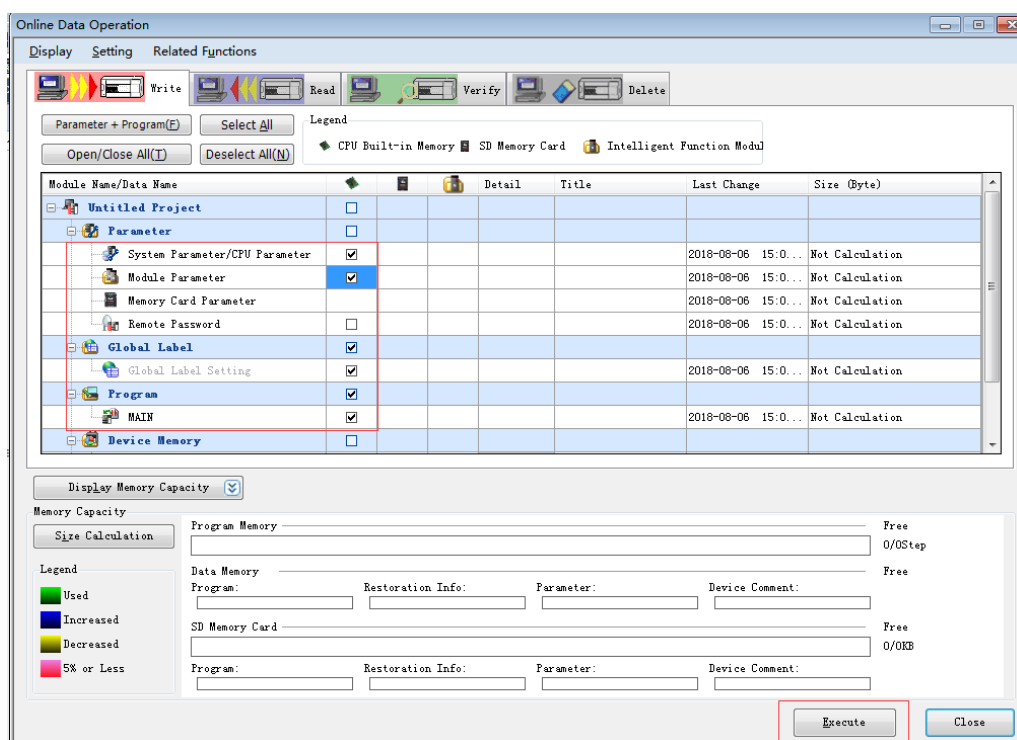 Online Data Operation
Display Setting Related Functions
Write Read Verify Delete
Parameter + Program(F) Select All Legend
CPU Built-in Memory SD Memory Card Intelligent Function Modul
Open/Close All(T) Deselect All(N)
Module Name/Data Name Detail Title Last Change Size (Byte)
Untitled Project
Parameter
System Parameter/CPU Parameter 2018-08-06 15:0... Not Calculation
Module Parameter 2018-08-06 15:0... Not Calculation
Memory Card Parameter 2018-08-06 15:0... Not Calculation
Remote Password 2018-08-06 15:0... Not Calculation
Global Label
Global Label Setting 2018-08-06 15:0... Not Calculation
Program
MAIN 2018-08-06 15:0... Not Calculation
Device Memory
Display Memory Capacity
Memory Capacity
Size Calculation Program Memory Free
0/0Step
Legend Data Memory Free
Used Program: Restoration Info: Parameter: Device Comment:
Increased SD Memory Card Free
Decreased 0/0KB
5% or Less Program: Restoration Info: Parameter: Device Comment:
Execute Close